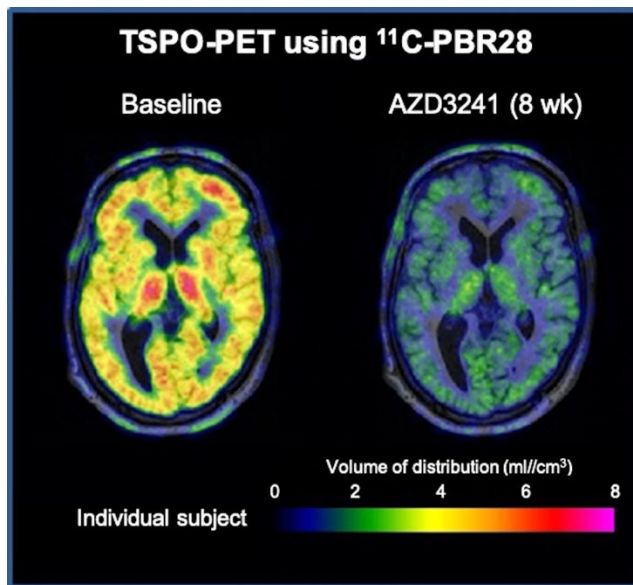 TSPO-PET using ¹¹C-PBR28
Baseline
AZD3241 (8 wk)
Volume of distribution (ml//cm³)
0 2 4 6 8
Individual subject